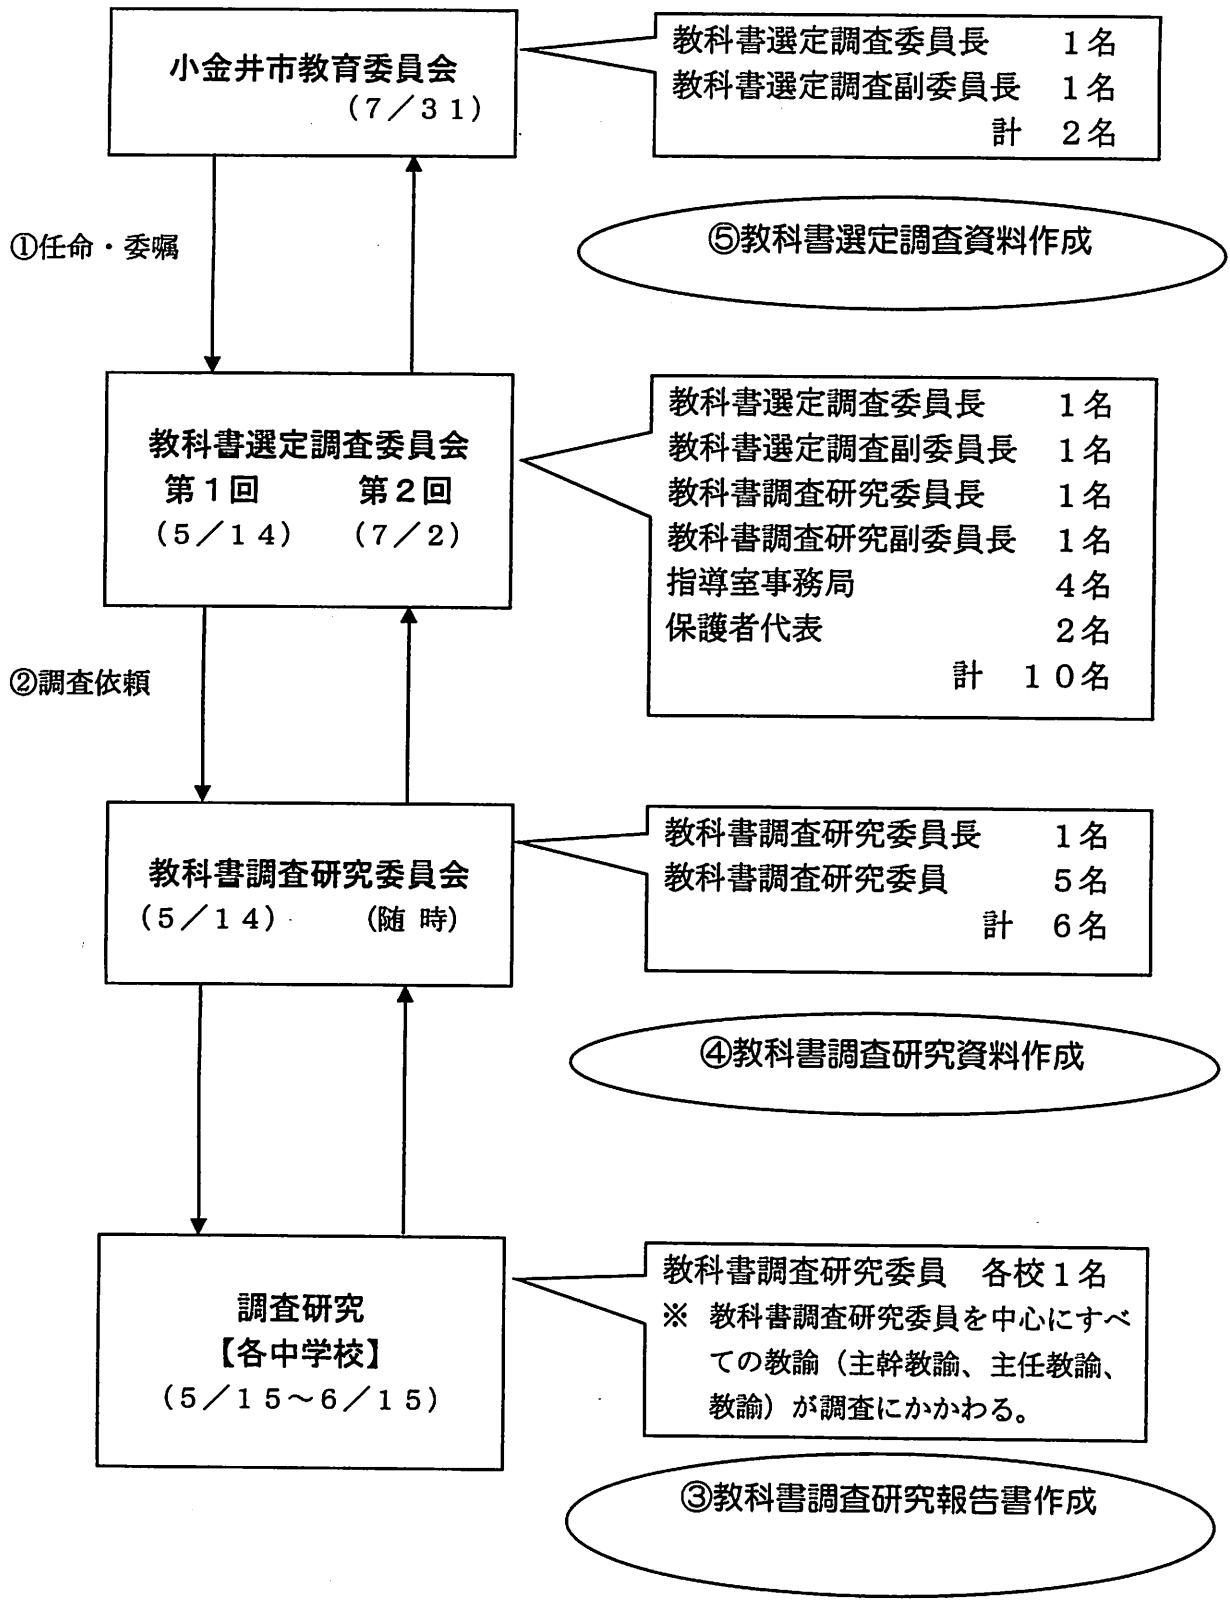 小金井市教育委員会
(7/31)
教科書選定調査委員長 1名
教科書選定調査副委員長 1名
計 2名
①任命・委嘱
⑤教科書選定調査資料作成
教科書選定調査委員会
第1回 第2回
(5/14) (7/2)
教科書選定調査委員長 1名
教科書選定調査副委員長 1名
教科書調査研究委員長 1名
教科書調査研究副委員長 1名
指導室事務局 4名
保護者代表 2名
計 10名
②調査依頼
教科書調査研究委員会
(5/14) (随 時)
教科書調査研究委員長 1名
教科書調査研究委員 5名
計 6名
④教科書調査研究資料作成
調査研究
【各中学校】
(5/15～6/15)
教科書調査研究委員 各校1名
※ 教科書調査研究委員を中心にすべ
ての教諭(主幹教諭、主任教諭、
教諭)が調査にかかわる。
③教科書調査研究報告書作成